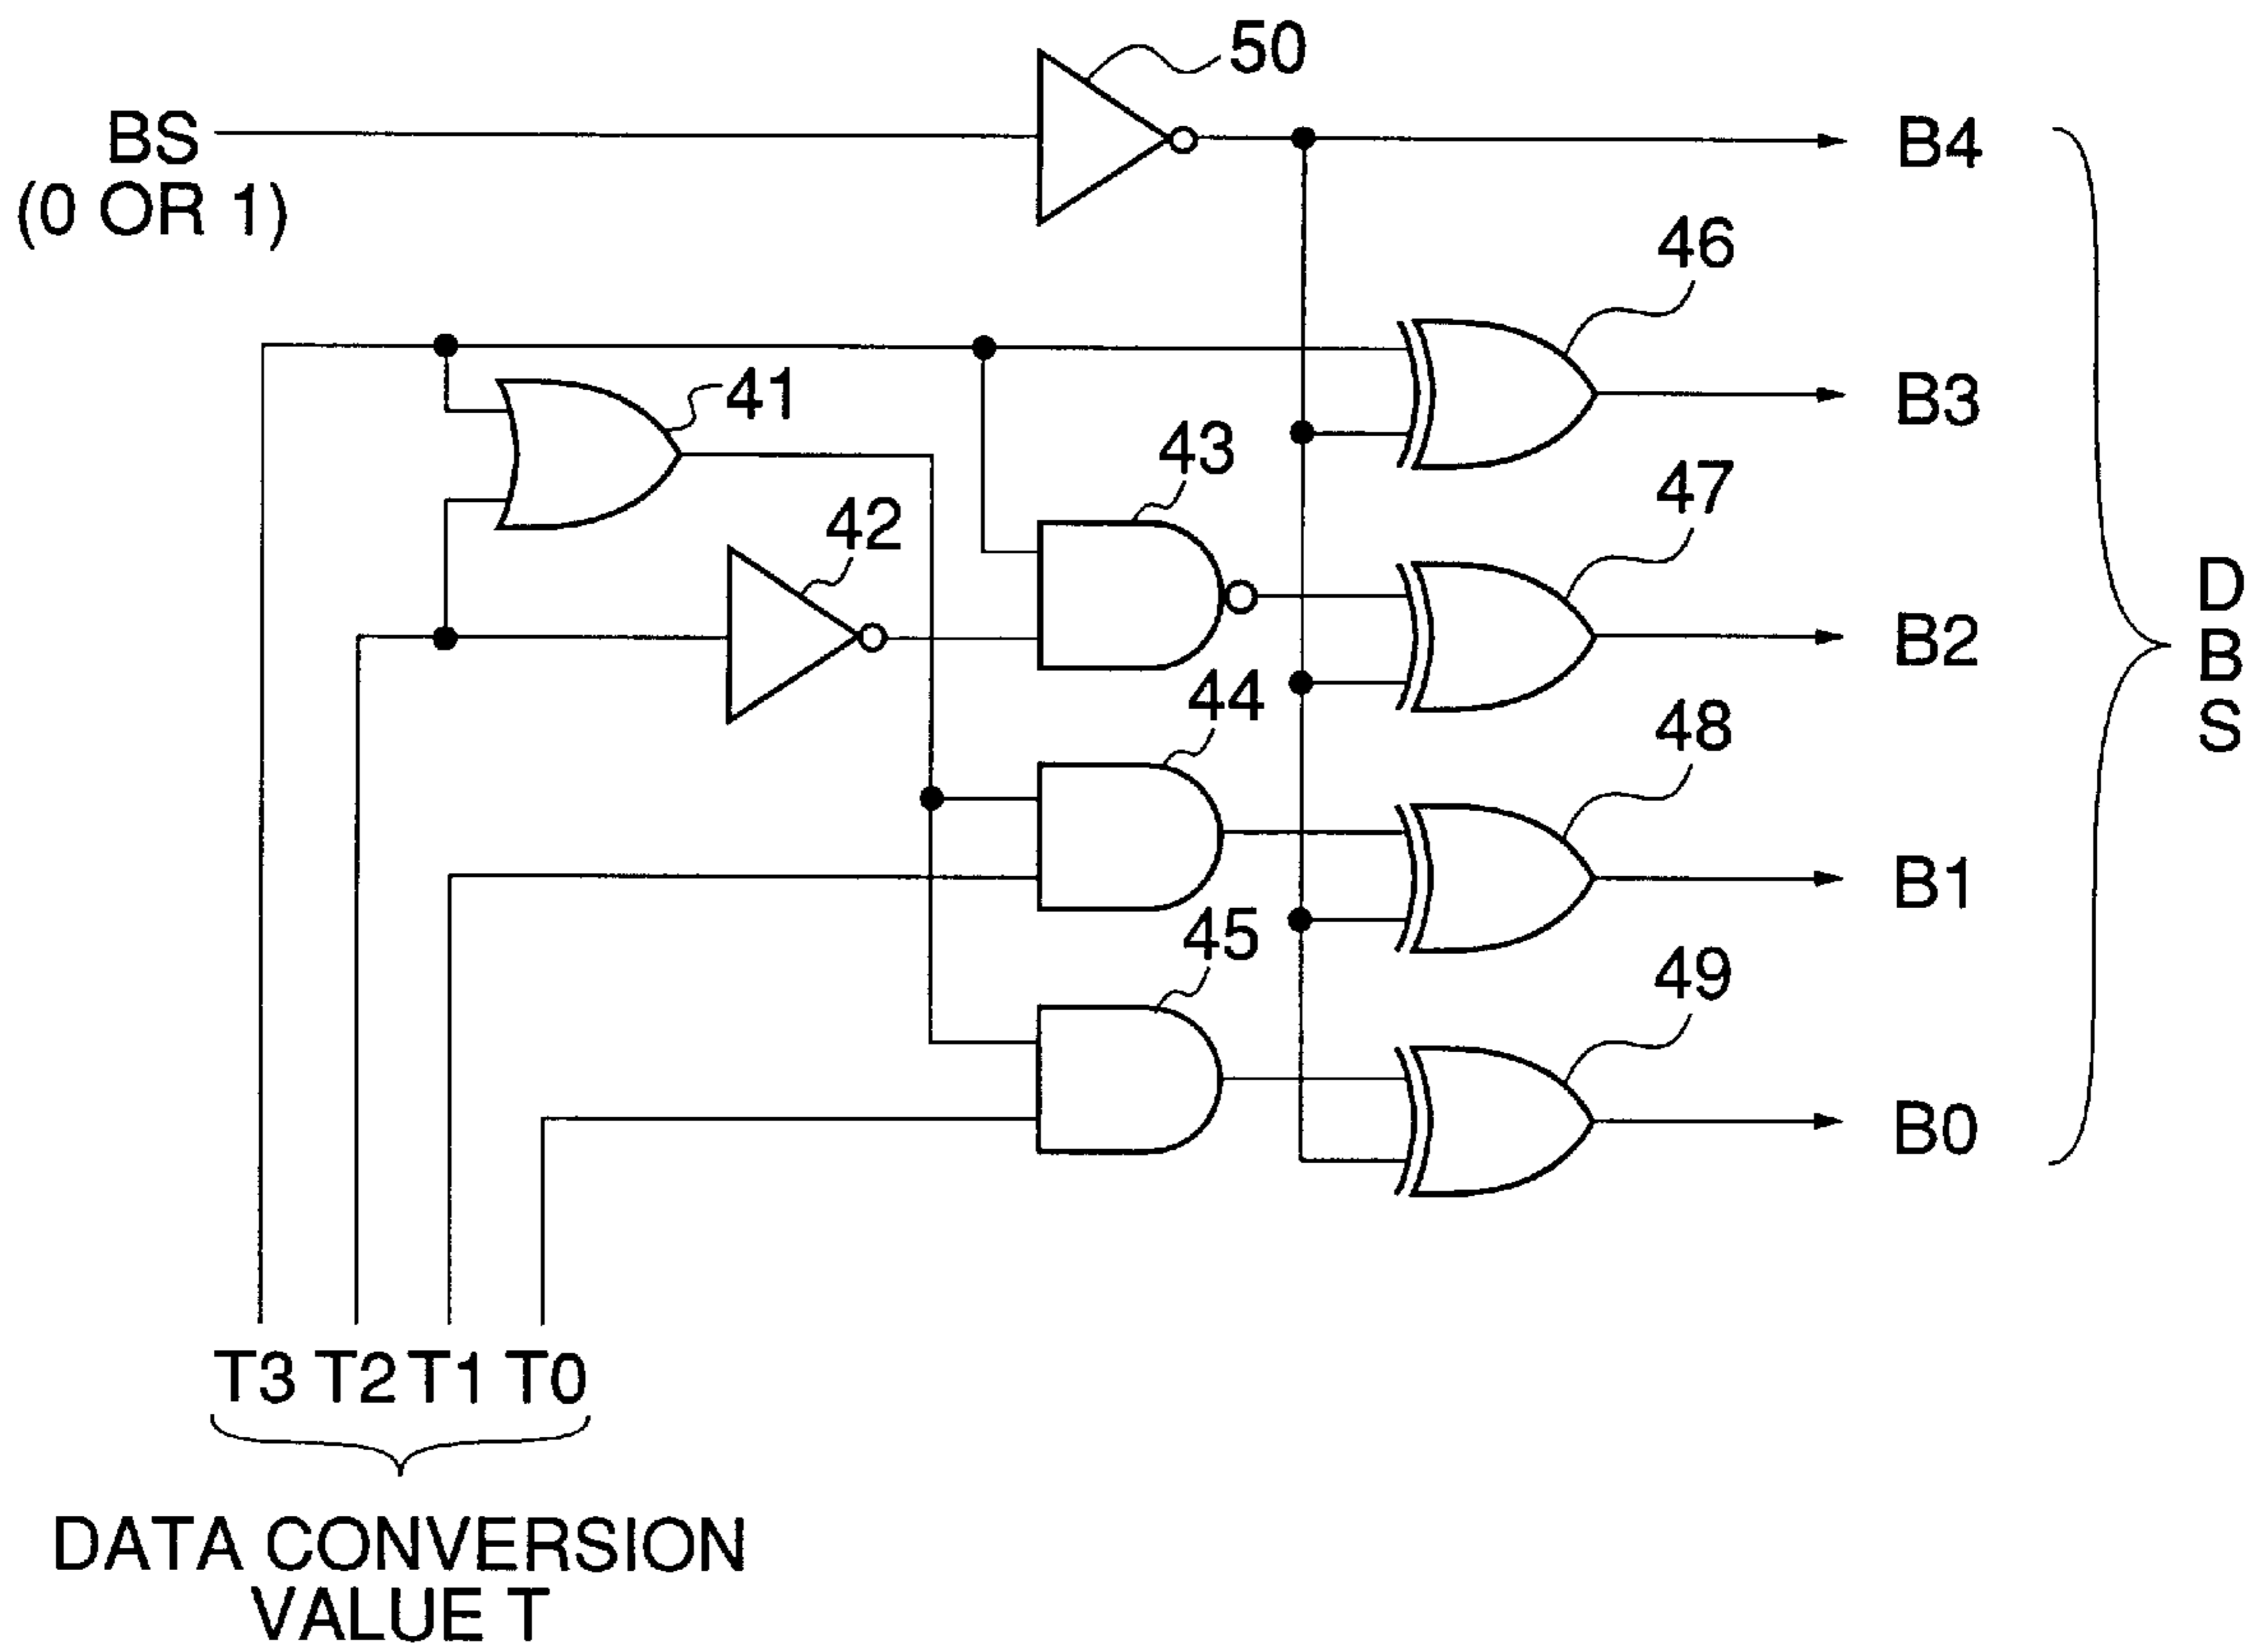 50
BS
(0 OR 1)
B4
46
41
B3
43
47
42
B2
D
B
S
44
48
B1
45
49
B0
T3 T2 T1 T0
DATA CONVERSION
VALUE T